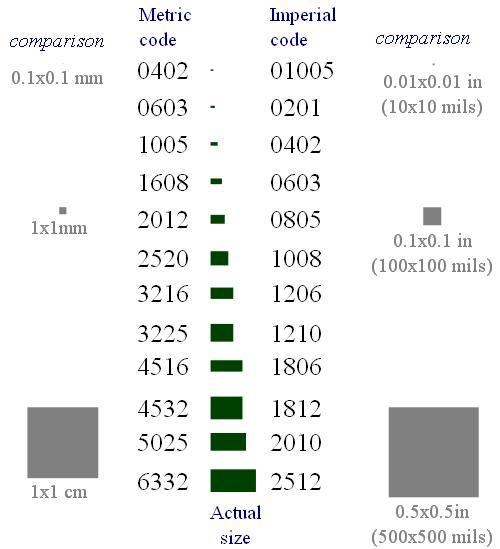 Metric Imperial
comparison code code comparison
0.1x0.1 mm 0402 01005 0.01x0.01 in
0603 0201 (10x10 mils)
1005 0402
1608 0603
1x1mm 2012 0805 0.1x0.1 in
2520 1008 (100x100 mils)
3216 1206
3225 1210
4516 1806
4532 1812
5025 2010
1x1 cm 6332 2512
Actual 0.5x0.5in
size (500x500 mils)